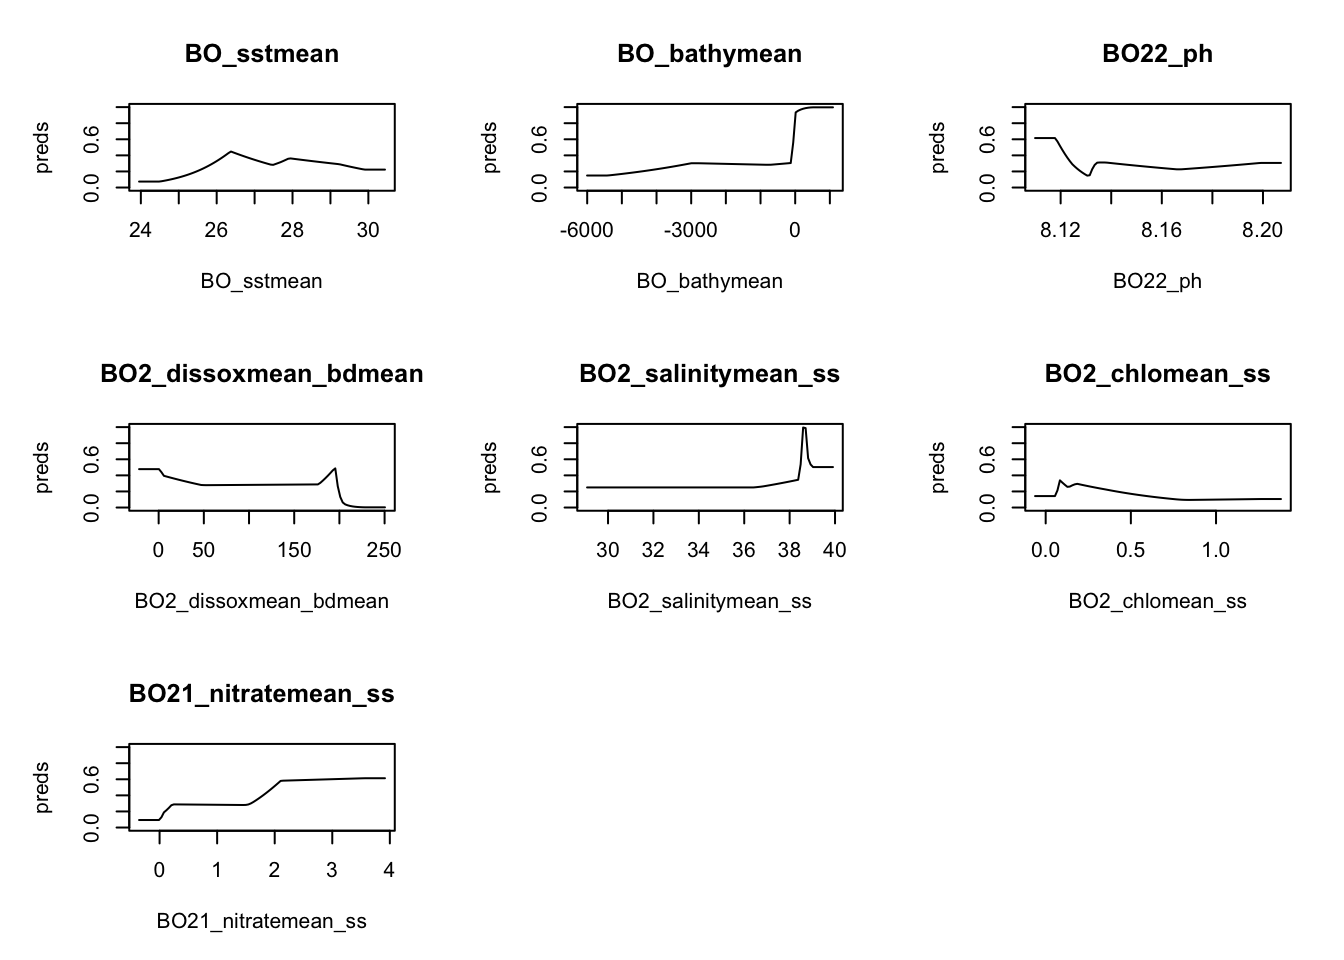 BO_sstmean
preds
0.0 0.6
24 26 28 30
BO_sstmean
BO_bathymean
preds
0.0 0.6
-6000 -3000 0
BO_bathymean
BO22_ph
preds
0.0 0.6
8.12 8.16 8.20
BO22_ph
BO2_dissoxmean_bdmean
preds
0.0 0.6
0 50 150 250
BO2_dissoxmean_bdmean
BO2_salinitymean_ss
preds
0.0 0.6
30 32 34 36 38 40
BO2_salinitymean_ss
BO2_chlomean_ss
preds
0.0 0.6
0.0 0.5 1.0
BO2_chlomean_ss
BO21_nitratemean_ss
preds
0.0 0.6
0 1 2 3 4
BO21_nitratemean_ss